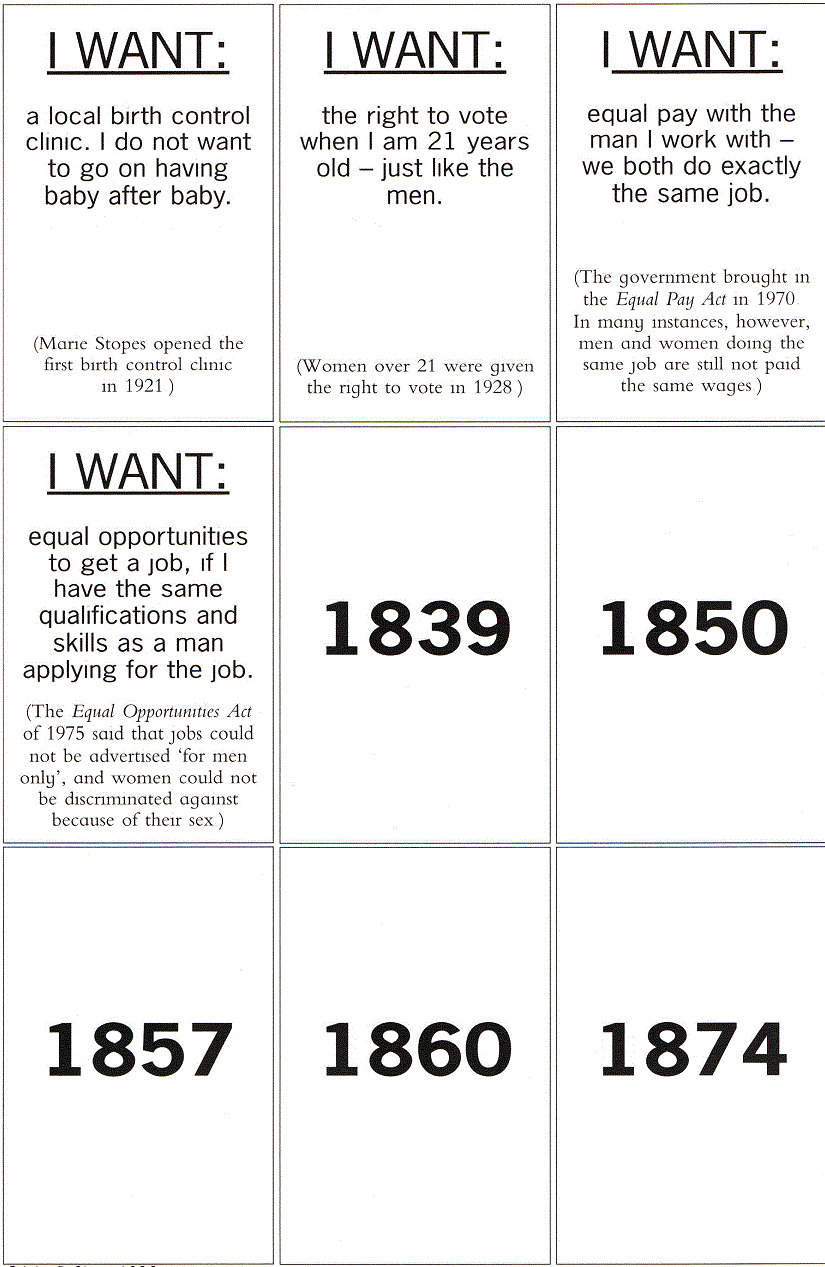 I WANT:
a local birth control
clinic. I do not want
to go on having
baby after baby.
(Marie Stopes opened the
first birth control clinic
in 1921)
I WANT:
the right to vote
when I am 21 years
old – just like the
men.
(Women over 21 were given
the right to vote in 1928)
I WANT:
equal pay with the
man I work with –
we both do exactly
the same job.
(The government brought in
the Equal Pay Act in 1970
In many instances, however,
men and women doing the
same job are still not paid
the same wages)
I WANT:
equal opportunities
to get a job, if I
have the same
qualifications and
skills as a man
applying for the job.
(The Equal Opportunities Act
of 1975 said that jobs could
not be advertised ‘for men
only’, and women could not
be discriminated against
because of their sex)
1839
1850
1857
1860
1874